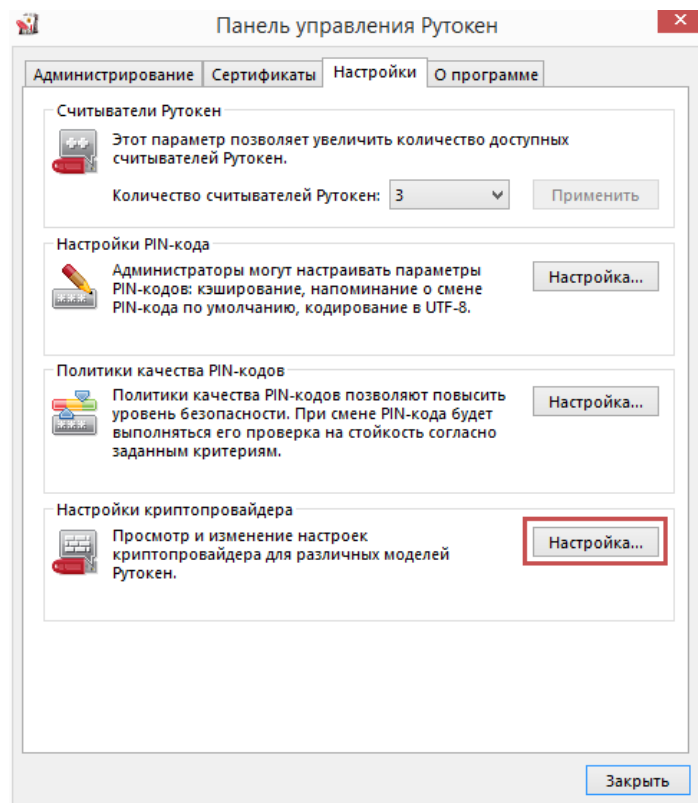 Панель управления Рутокен
Администрирование Сертификаты Настройки О программе
Считыватели Рутокен
Этот параметр позволяет увеличить количество доступных
считывателей Рутокен.
Количество считывателей Рутокен: 3 Применить
Настройки PIN-кода
Администраторы могут настраивать параметры
PIN-кодов: кэширование, напоминание о смене
PIN-кода по умолчанию, кодирование в UTF-8.
Настройка...
Политики качества PIN-кодов
Политики качества PIN-кодов позволяют повысить
уровень безопасности. При смене PIN-кода будет
выполняться его проверка на стойкость согласно
заданным критериям.
Настройка...
Настройки криптопровайдера
Просмотр и изменение настроек
криптопровайдера для различных моделей
Рутокен.
Настройка...
Закрыть